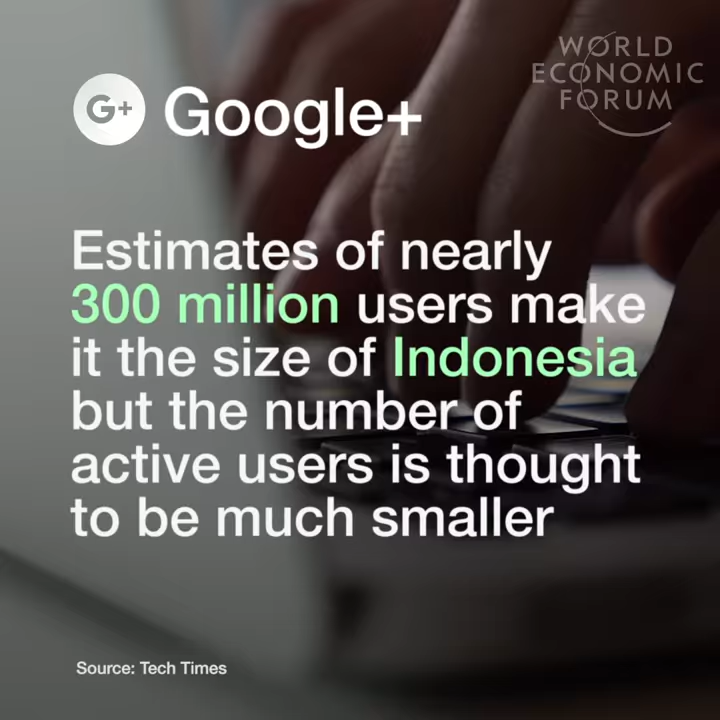 WORLD
ECONOMIC
FORUM
G+ Google+
Estimates of nearly
300 million users make
it the size of Indonesia
but the number of
active users is thought
to be much smaller
Source: Tech Times